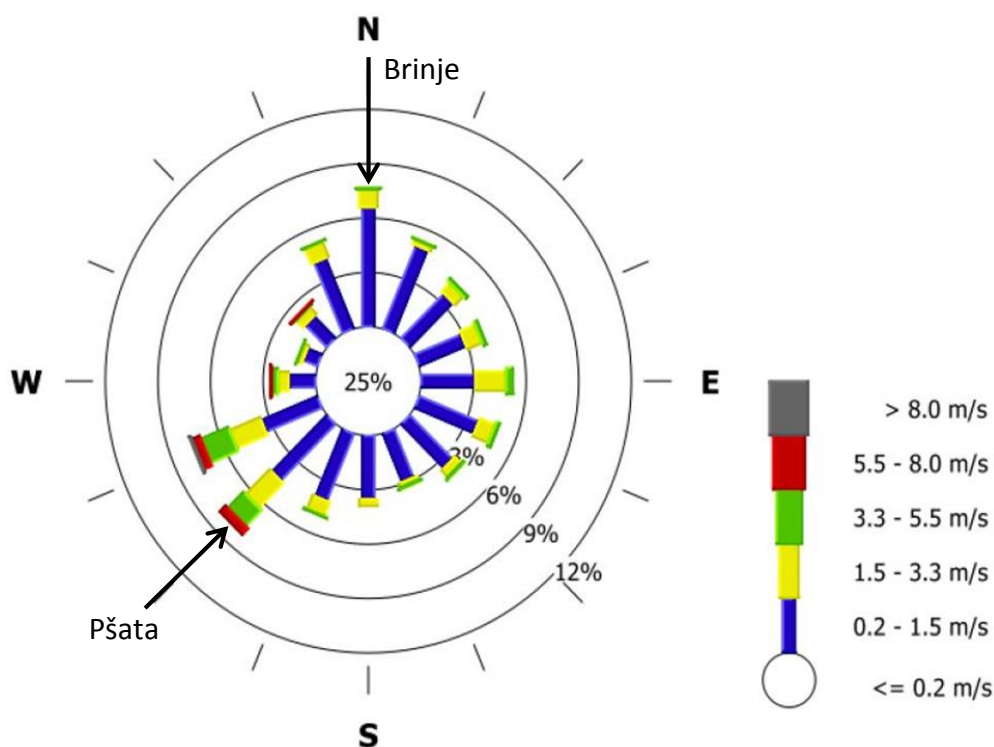 N
Brinje
W
25%
E
3%
6%
9%
12%
Pšata
S
> 8.0 m/s
5.5 - 8.0 m/s
3.3 - 5.5 m/s
1.5 - 3.3 m/s
0.2 - 1.5 m/s
<= 0.2 m/s